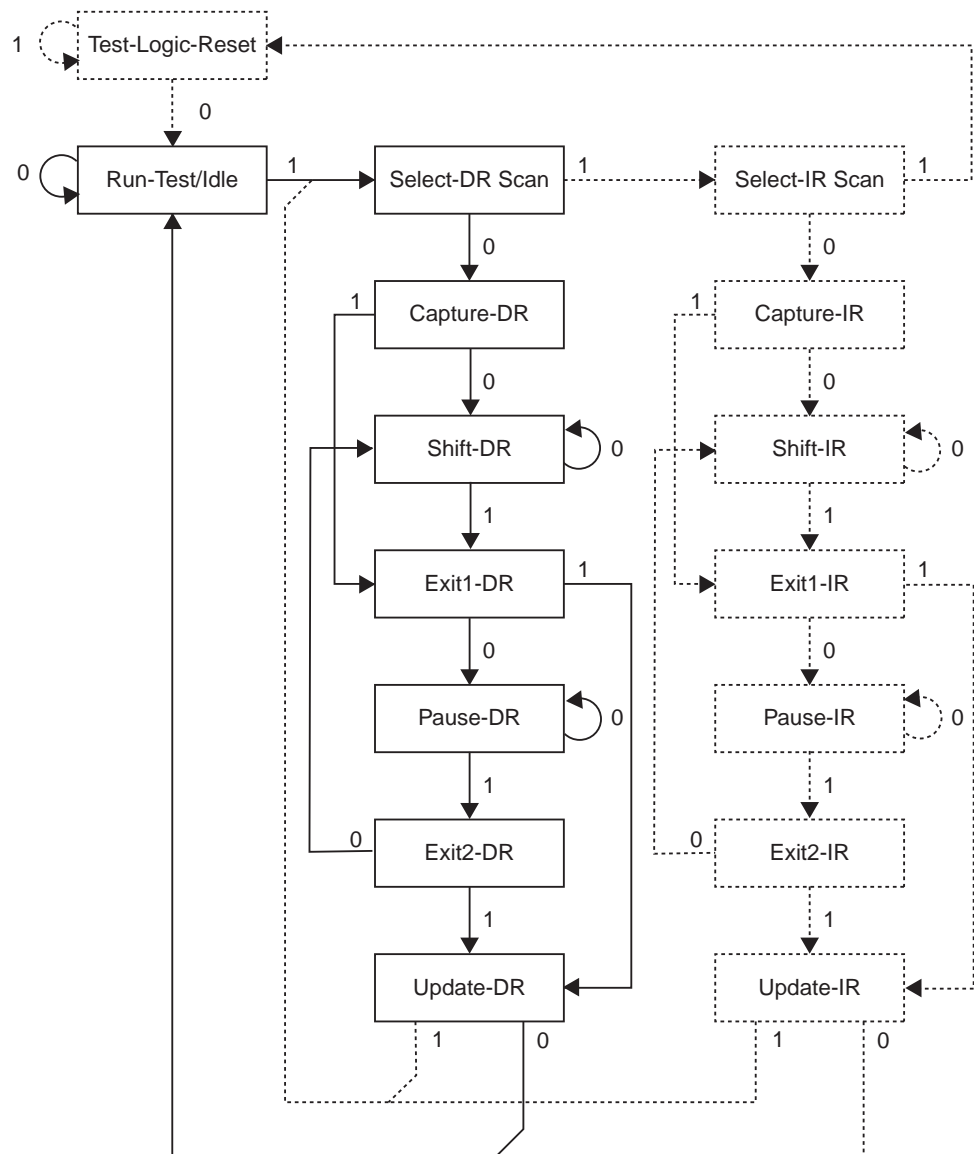 1
Test-Logic-Reset
0
0
Run-Test/Idle
1
Select-DR Scan
1
Select-IR Scan
1
0
0
1
Capture-DR
1
Capture-IR
0
0
Shift-DR
0
Shift-IR
0
1
1
Exit1-DR
1
Exit1-IR
1
0
0
Pause-DR
0
Pause-IR
0
1
1
0
Exit2-DR
0
Exit2-IR
1
1
Update-DR
Update-IR
1
0
1
0